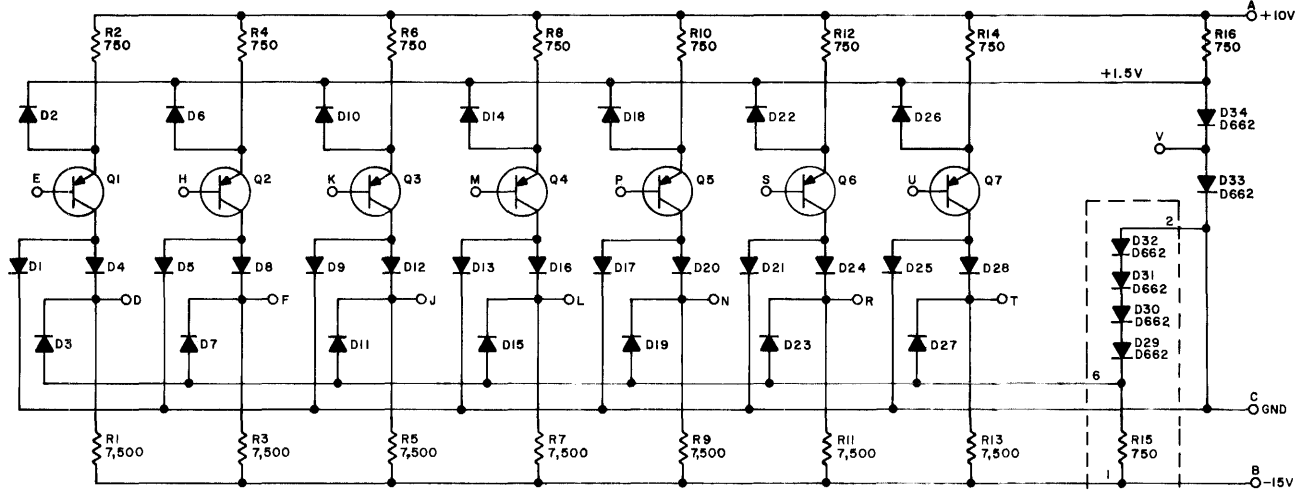 A
+10V
R2
750
R4
750
R6
750
R8
750
R10
750
R12
750
R14
750
R16
750
+1.5V
D2
D6
D10
D14
D18
D22
D26
D34
D662
V
E
Q1
H
Q2
K
Q3
M
Q4
P
Q5
S
Q6
U
Q7
D33
D662
2
D1
D4
D5
D8
D9
D12
D13
D16
D17
D20
D21
D24
D25
D28
D32
D662
D31
D662
D
F
J
L
N
R
T
D30
D662
D3
D7
D11
D15
D19
D23
D27
D29
D662
6
C
GND
R1
7,500
R3
7,500
R5
7,500
R7
7,500
R9
7,500
R11
7,500
R13
7,500
R15
750
1
B
-15V